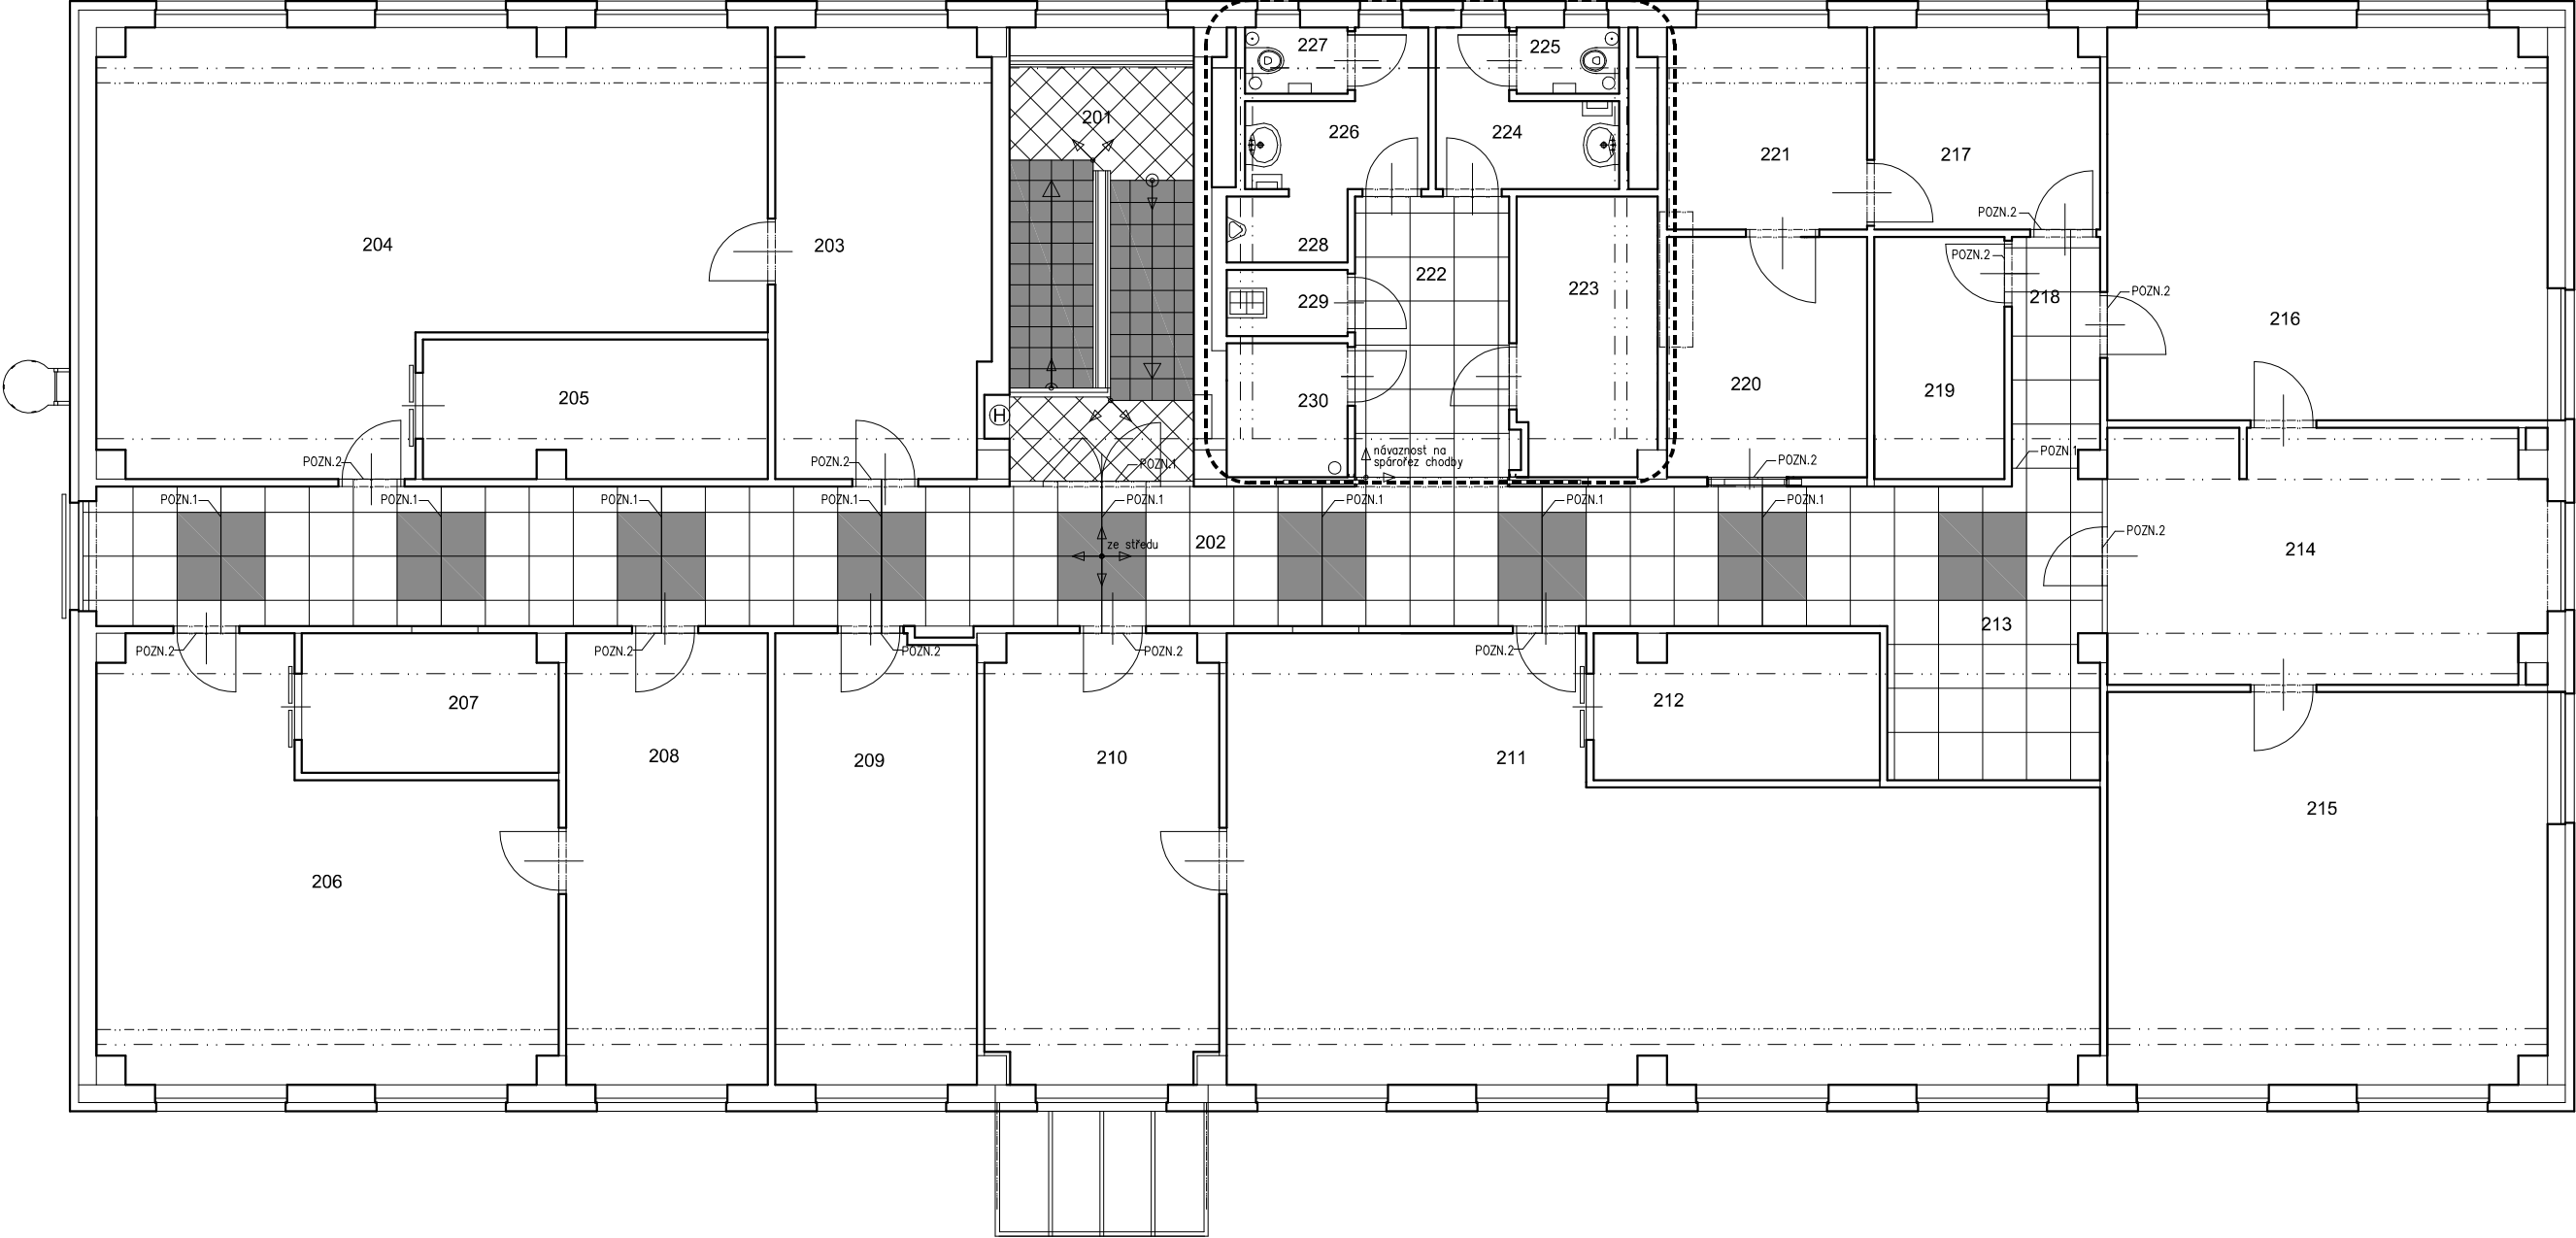 227
225
201
226
224
221
217
POZN.2
204
203
228
222
POZN.2
229
223
218
POZN.2
216
205
230
220
219
H
návaznost na
spárořez chodby
POZN.1
POZN.2
POZN.2
POZN.1
POZN.2
POZN.1
POZN.1
POZN.1
POZN.1
POZN.1
POZN.1
POZN.1
POZN.1
ze středu
202
POZN.2
214
213
POZN.2
POZN.2
POZN.2
POZN.2
POZN.2
207
212
208
209
210
211
215
206